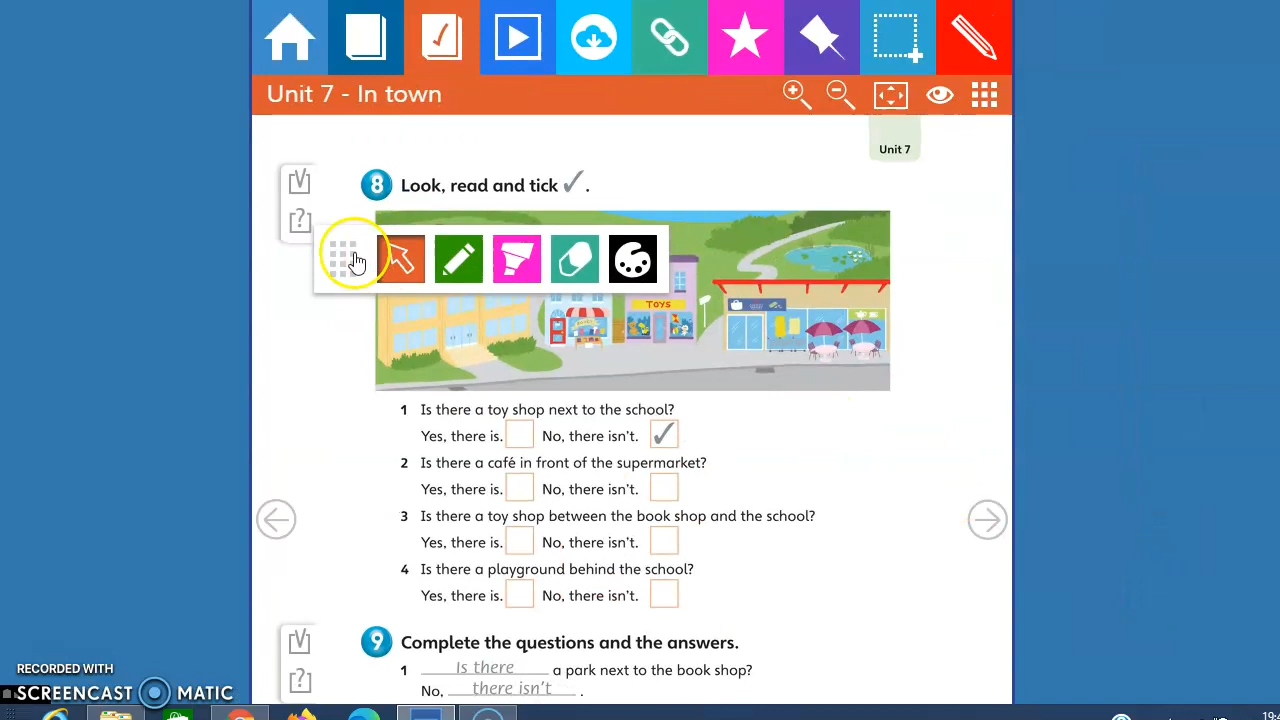 Unit 7 - In town
Unit 7
8 Look, read and tick ✓.
TOYS
1 Is there a toy shop next to the school?
Yes, there is. No, there isn't. ✓
2 Is there a café in front of the supermarket?
Yes, there is. No, there isn't.
3 Is there a toy shop between the book shop and the school?
Yes, there is. No, there isn't.
4 Is there a playground behind the school?
Yes, there is. No, there isn't.
9 Complete the questions and the answers.
1 Is there a park next to the book shop?
No, there isn't .
RECORDED WITH
SCREENCAST MATIC